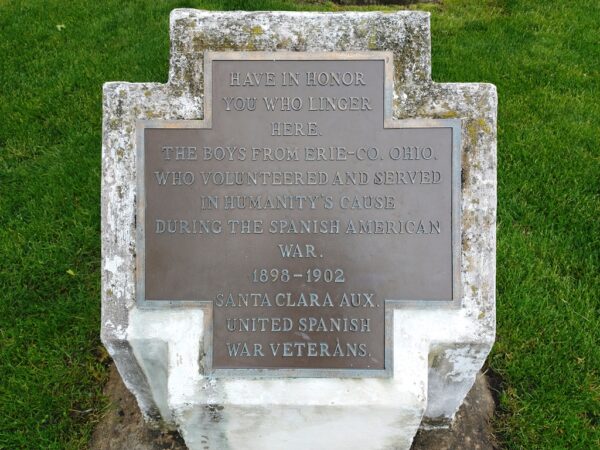 HAVE IN HONOR
YOU WHO LINGER
HERE.
THE BOYS FROM ERIE-CO. OHIO.
WHO VOLUNTEERED AND SERVED
IN HUMANITY'S CAUSE
DURING THE SPANISH AMERICAN
WAR.
1898-1902
SANTA CLARA AUX.
UNITED SPANISH
WAR VETERANS.